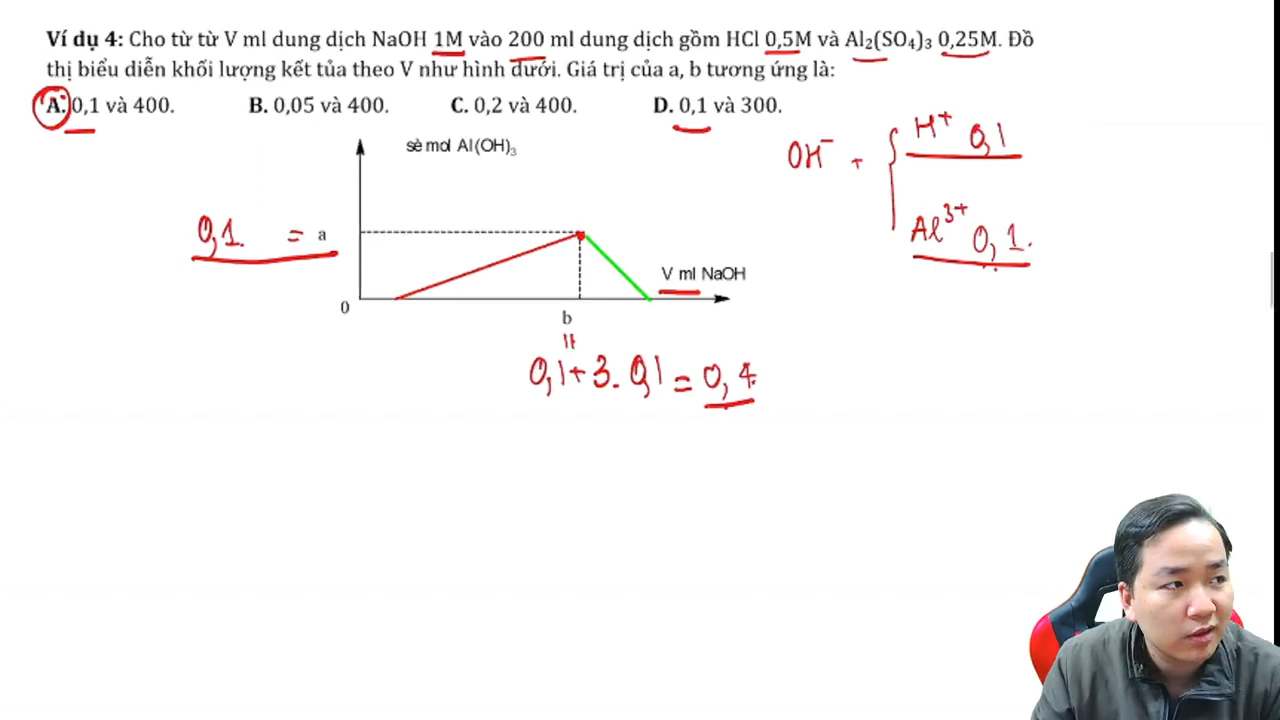 Ví dụ 4: Cho từ từ V ml dung dịch NaOH 1M vào 200 ml dung dịch gồm HCl 0,5M và Al₂(SO₄)₃ 0,25M. Đồ
thị biểu diễn khối lượng kết tủa theo V như hình dưới. Giá trị của a, b tương ứng là:
A. 0,1 và 400. B. 0,05 và 400. C. 0,2 và 400. D. 0,1 và 300.
sè mol Al(OH)₃
OH⁻ + { H⁺ 0,1
Al³⁺ 0,1.
0,1. = a
V ml NaOH
0
b
=
0,1 + 3. 0,1 = 0,4.